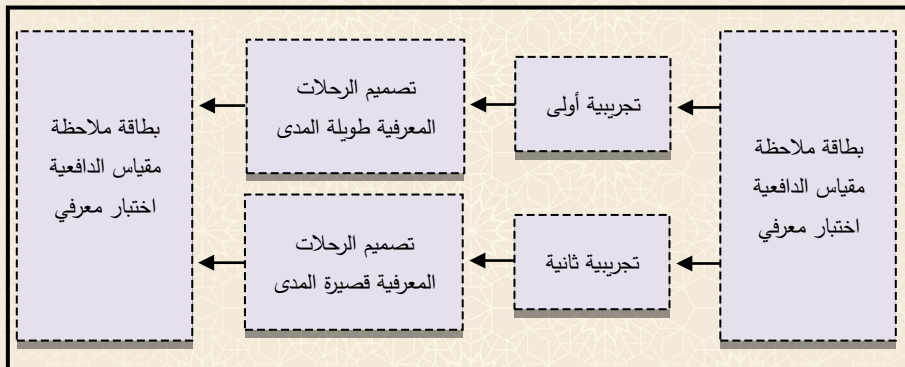 بطاقة ملاحظة
مقياس الدافعية
اختبار معرفي
تجريبية أولى
تصميم الرحلات
المعرفية طويلة المدى
تجريبية ثانية
تصميم الرحلات
المعرفية قصيرة المدى
بطاقة ملاحظة
مقياس الدافعية
اختبار معرفي